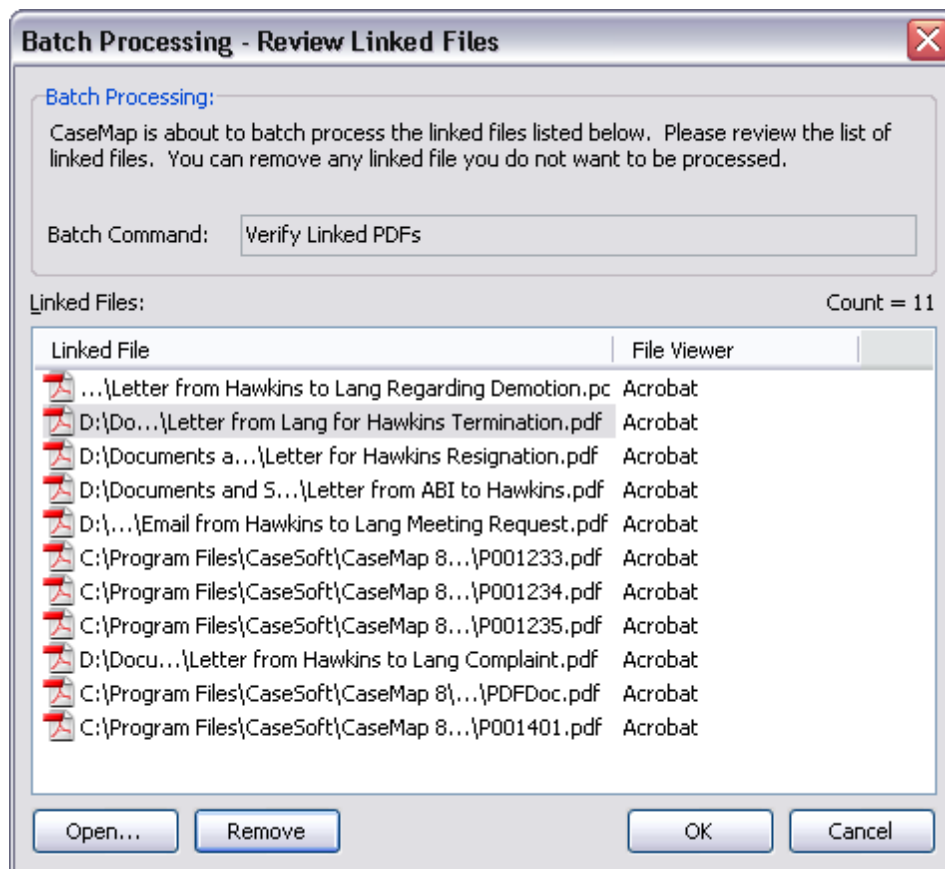 Batch Processing - Review Linked Files
Batch Processing:
CaseMap is about to batch process the linked files listed below. Please review the list of
linked files. You can remove any linked file you do not want to be processed.
Batch Command: Verify Linked PDFs
Linked Files: Count = 11
Linked File File Viewer
...\Letter from Hawkins to Lang Regarding Demotion.pc Acrobat
D:\Do...\Letter from Lang for Hawkins Termination.pdf Acrobat
D:\Documents a...\Letter for Hawkins Resignation.pdf Acrobat
D:\Documents and S...\Letter from ABI to Hawkins.pdf Acrobat
D:\...\Email from Hawkins to Lang Meeting Request.pdf Acrobat
C:\Program Files\CaseSoft\CaseMap 8...\P001233.pdf Acrobat
C:\Program Files\CaseSoft\CaseMap 8...\P001234.pdf Acrobat
C:\Program Files\CaseSoft\CaseMap 8...\P001235.pdf Acrobat
D:\Docu...\Letter from Hawkins to Lang Complaint.pdf Acrobat
C:\Program Files\CaseSoft\CaseMap 8\...\PDFDoc.pdf Acrobat
C:\Program Files\CaseSoft\CaseMap 8...\P001401.pdf Acrobat
Open... Remove OK Cancel